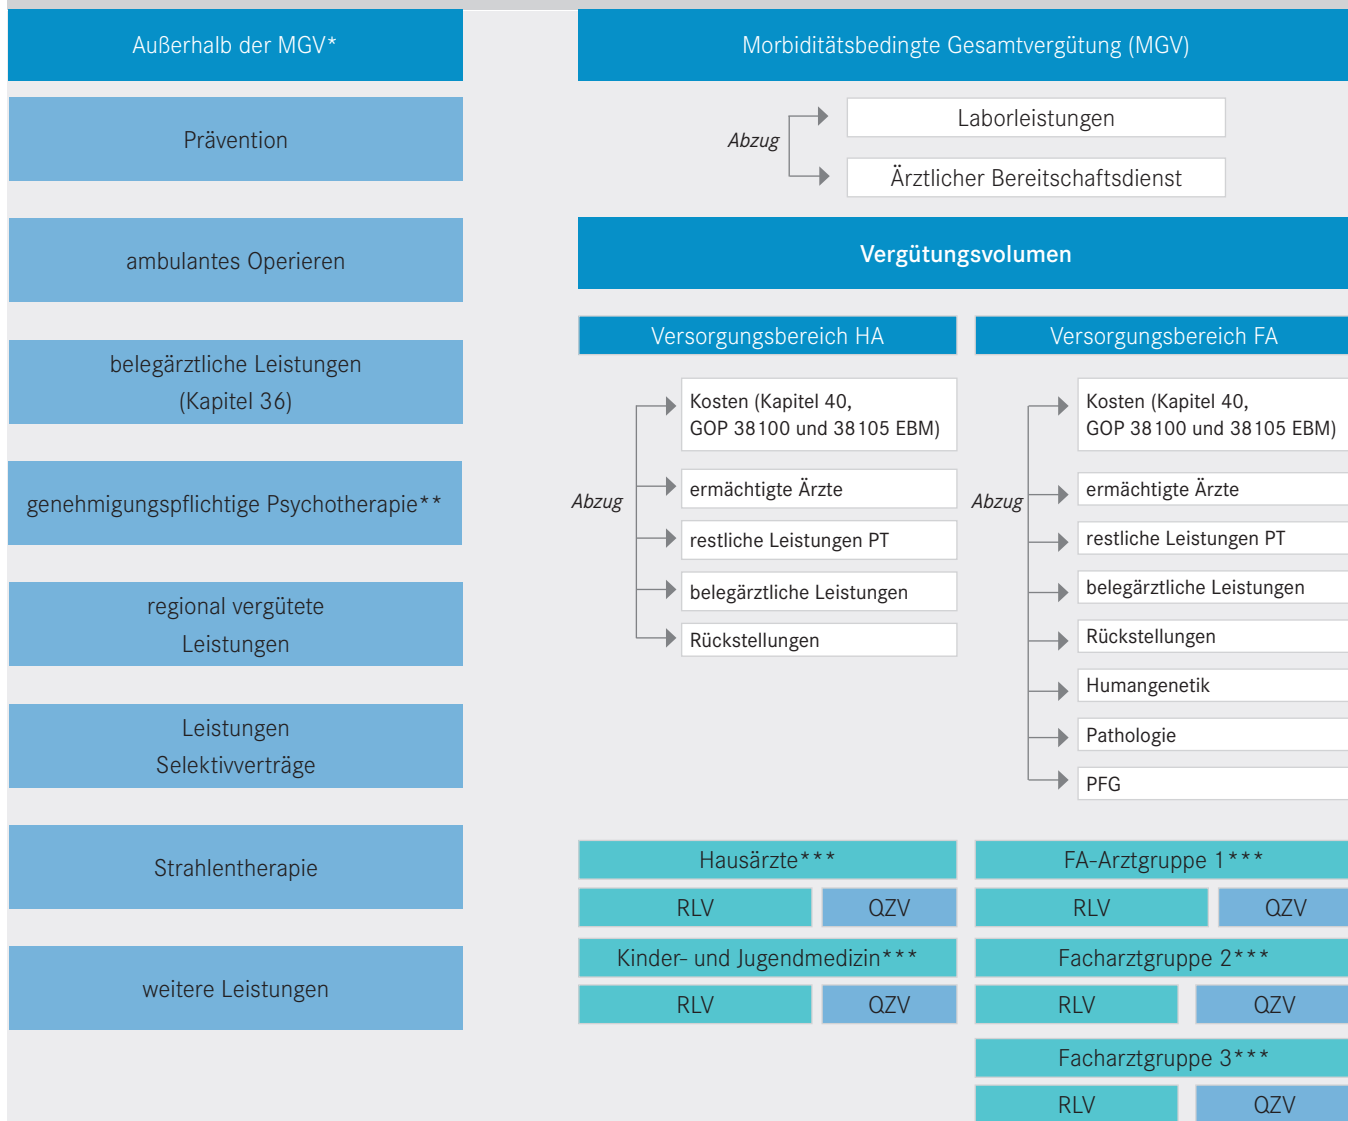 Außerhalb der MGV*
Prävention
ambulantes Operieren
belegärztliche Leistungen
(Kapitel 36)
genehmigungspflichtige Psychotherapie**
regional vergütete
Leistungen
Leistungen
Selektivverträge
Strahlentherapie
weitere Leistungen
Morbiditätsbedingte Gesamtvergütung (MGV)
Abzug
Laborleistungen
Ärztlicher Bereitschaftsdienst
Vergütungsvolumen
Versorgungsbereich HA
Abzug
Kosten (Kapitel 40,
GOP 38100 und 38105 EBM)
ermächtigte Ärzte
restliche Leistungen PT
belegärztliche Leistungen
Rückstellungen
Versorgungsbereich FA
Abzug
Kosten (Kapitel 40,
GOP 38100 und 38105 EBM)
ermächtigte Ärzte
restliche Leistungen PT
belegärztliche Leistungen
Rückstellungen
Humangenetik
Pathologie
PFG
Hausärzte***
RLV QZV
Kinder- und Jugendmedizin***
RLV QZV
FA-Arztgruppe 1***
RLV QZV
Facharztgruppe 2***
RLV QZV
Facharztgruppe 3***
RLV QZV